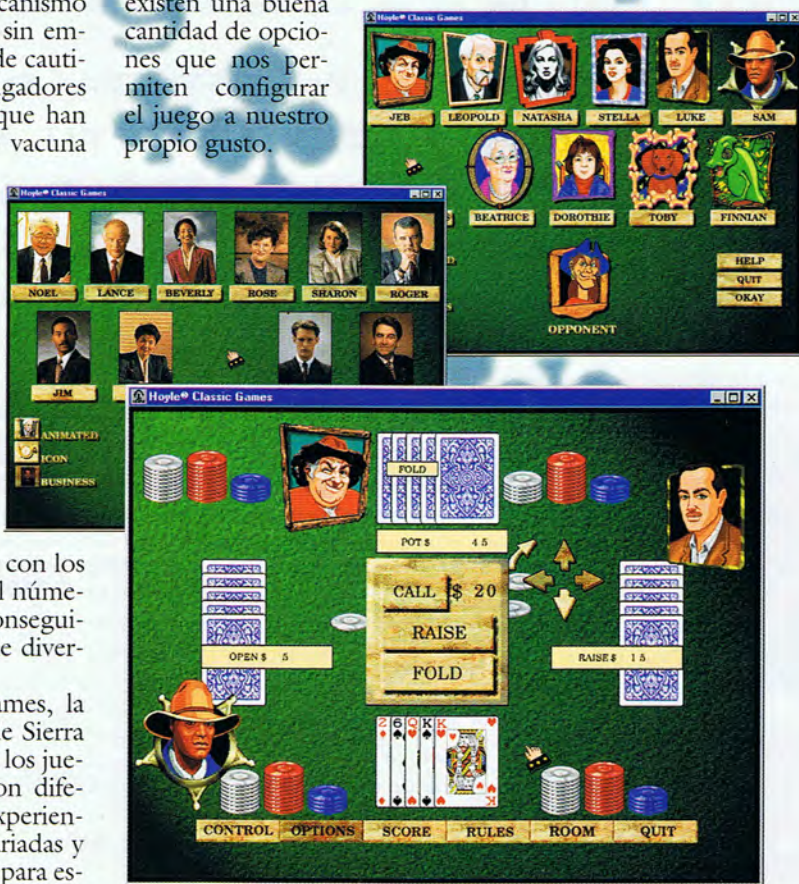 canismo
sin em-
de cauti-
gadores
que han
vacuna
existen una buena
cantidad de opcio-
nes que nos per-
miten configurar
el juego a nuestro
propio gusto.
Hoyle® Classic Games
JEB LEOPOLD NATASHA STELLA LUKE SAM
BEATRICE DOROTHIE TOBY FINNIAN
HELP
QUIT
OKAY
OPPONENT
Hoyle® Classic Games
NOEL LANCE BEVERLY ROSE SHARON ROGER
JIM
ANIMATED
ICON
BUSINESS
Hoyle® Classic Games
FOLD
POT $ 45
CALL $ 20
RAISE
FOLD
OPEN $ 5
RAISE $ 15
2 6 Q K K
K
CONTROL OPTIONS SCORE RULES ROOM QUIT
con los
l núme-
onsegui-
e diver-
ames, la
de Sierra
los jue-
on dife-
xperien-
riadas y
para es-